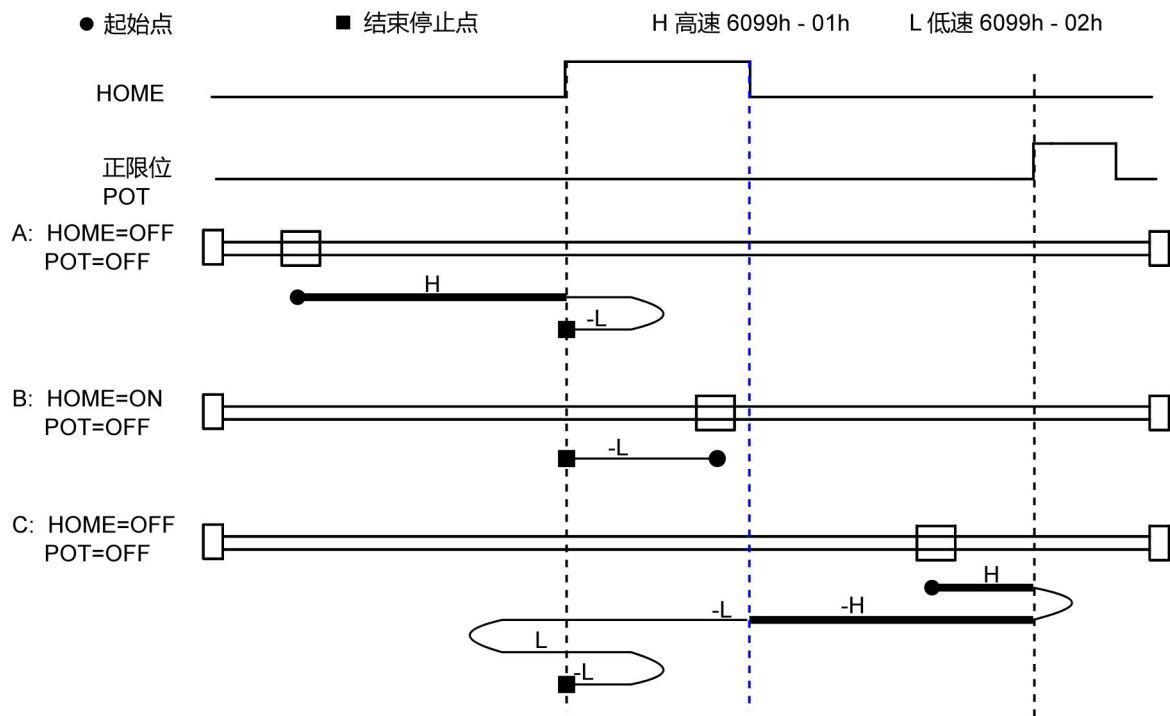 ● 起始点 ■ 结束停止点 H 高速 6099h - 01h L 低速 6099h - 02h
HOME
正限位
POT
A: HOME=OFF
POT=OFF
H
-L
B: HOME=ON
POT=OFF
-L
C: HOME=OFF
POT=OFF
H
-L -H
L
-L